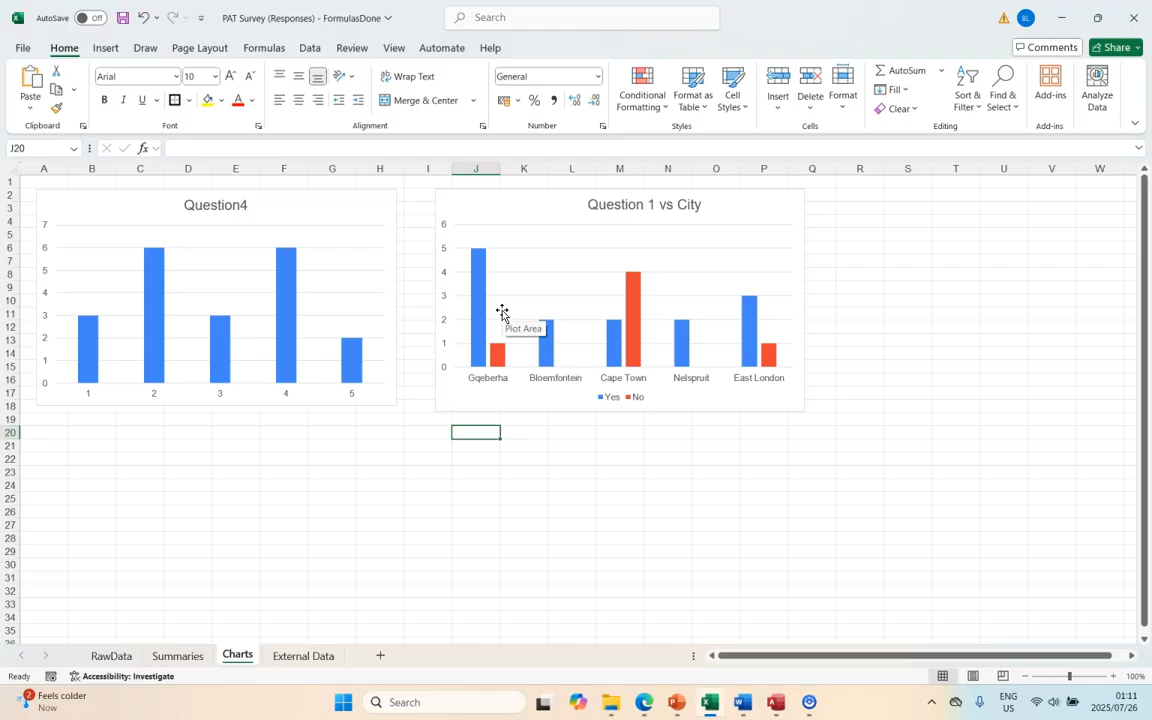 AutoSave Off PAT Survey (Responses) - FormulasDone Search BL
File Home Insert Draw Page Layout Formulas Data Review View Automate Help Comments Share
Paste Arial 10 Wrap Text General Conditional Formatting Format as Table Cell Styles Insert Delete Format AutoSum Sort & Filter Find & Select Add-ins Analyze Data
B I U A Merge & Center % Fill Clear
Clipboard Font Alignment Number Styles Cells Editing Add-ins
J20 fx
A B C D E F G H I J K L M N O P Q R S T U V W
1
2
3
4
5
6
7
8
9
10
11
12
13
14
15
16
17
18
19
20
21
22
23
24
25
26
27
28
29
30
31
32
33
34
35
36
Question4
7
6
5
4
3
2
1
0
1 2 3 4 5
Question 1 vs City
6
5
4
3
2
1
0
Plot Area
Gqeberha Bloemfontein Cape Town Nelspruit East London
Yes No
RawData Summaries Charts External Data
Ready Accessibility: Investigate 100%
2 Feels colder
Now
Search
ENG
US
01:11
2025/07/26